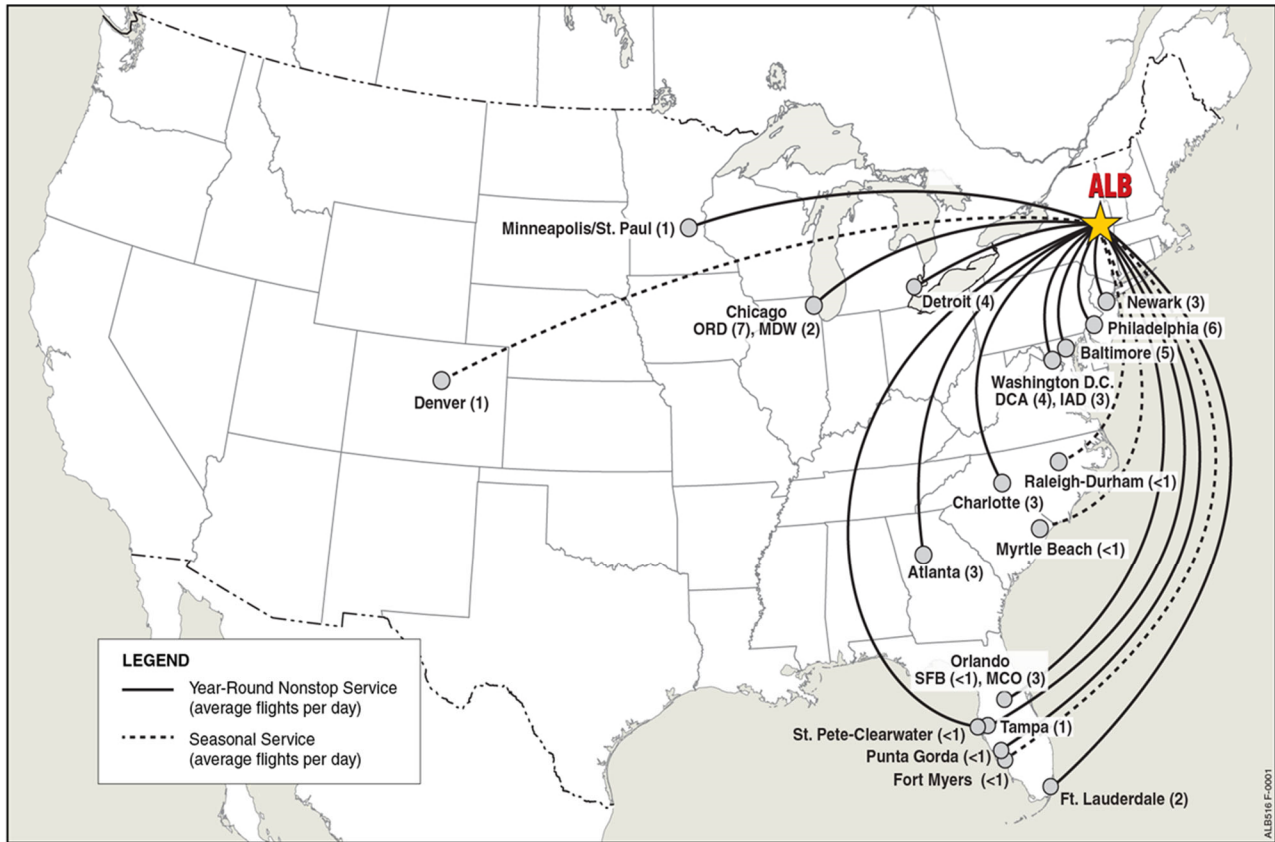 ALB
Minneapolis/St. Paul (1)
Chicago
ORD (7), MDW (2)
Detroit (4)
Newark (3)
Philadelphia (6)
Baltimore (5)
Washington D.C.
DCA (4), IAD (3)
Denver (1)
Raleigh-Durham (<1)
Charlotte (3)
Myrtle Beach (<1)
Atlanta (3)
Orlando
SFB (<1), MCO (3)
St. Pete-Clearwater (<1)
Tampa (1)
Punta Gorda (<1)
Fort Myers (<1)
Ft. Lauderdale (2)
LEGEND
Year-Round Nonstop Service
(average flights per day)
Seasonal Service
(average flights per day)
ALB516 F-0001